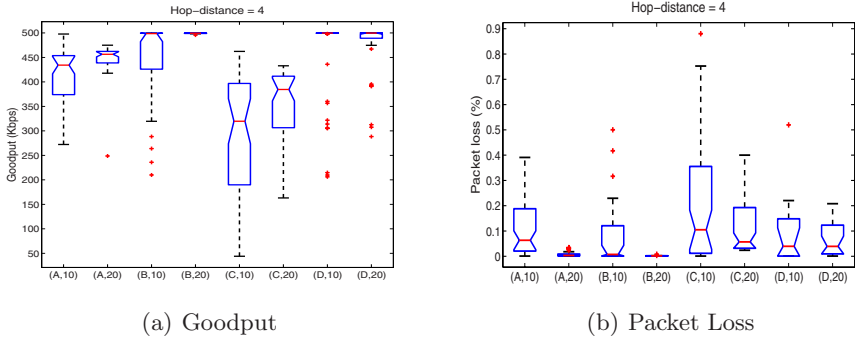 Hop-distance = 4
Goodput (Kbps)
500
450
400
350
300
250
200
150
100
50
(A,10) (A,20) (B,10) (B,20) (C,10) (C,20) (D,10) (D,20)
(a) Goodput
Hop-distance = 4
Packet loss (%)
0.9
0.8
0.7
0.6
0.5
0.4
0.3
0.2
0.1
0
(A,10) (A,20) (B,10) (B,20) (C,10) (C,20) (D,10) (D,20)
(b) Packet Loss